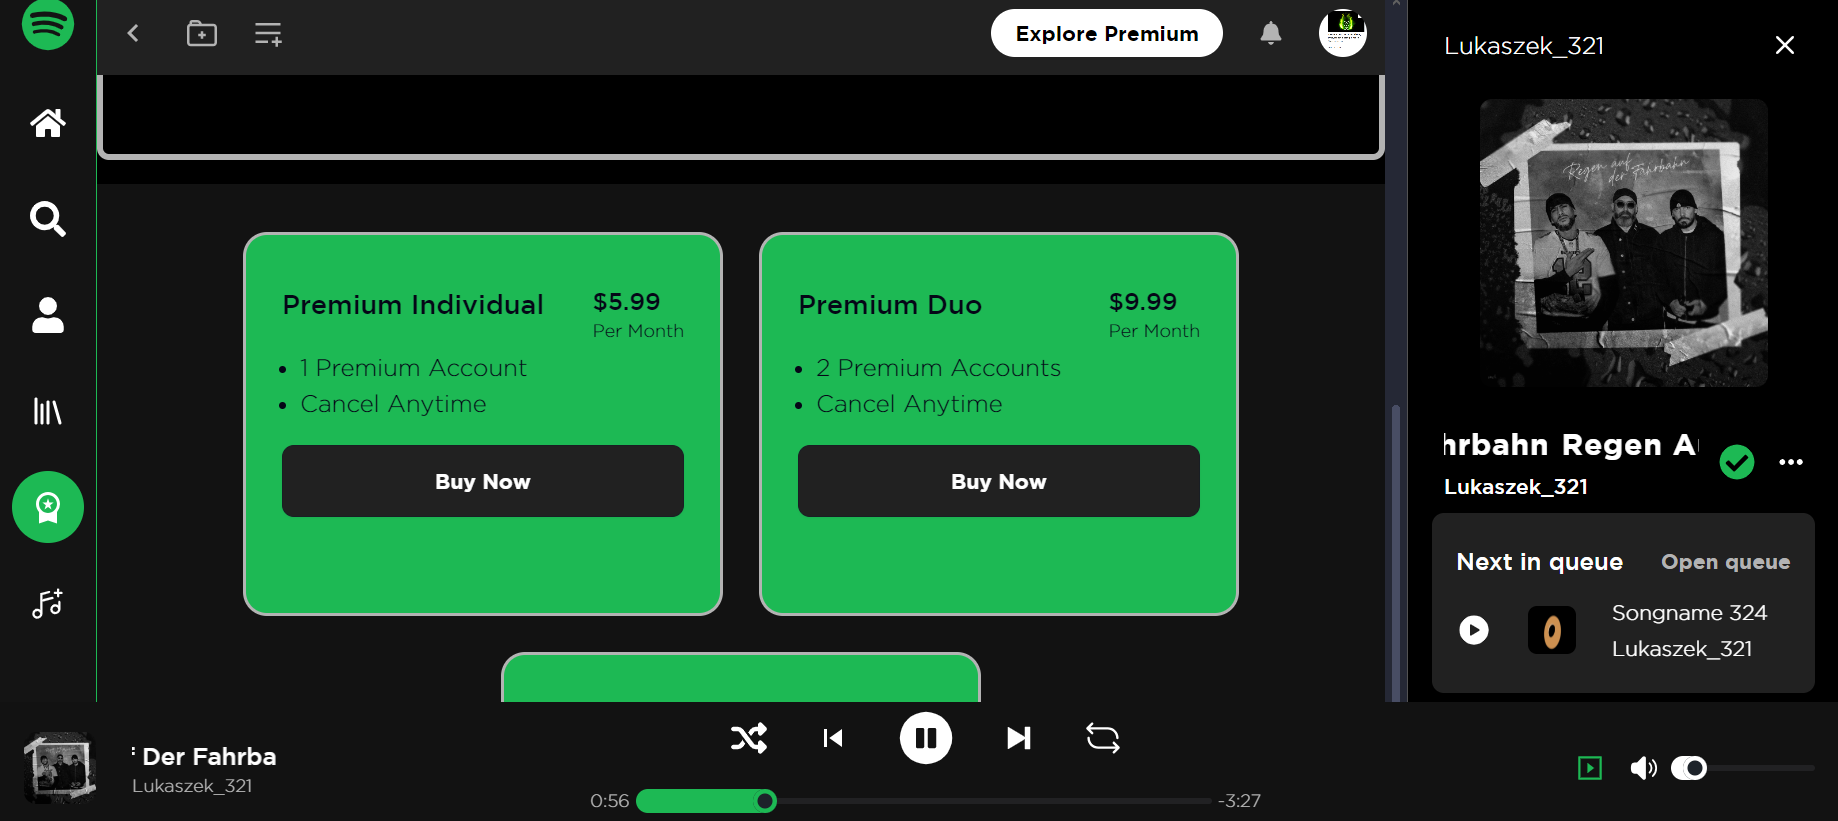 Explore Premium
Lukaszek_321
Regen auf
der Fahrbahn
Premium Individual
$5.99
Per Month
1 Premium Account
Cancel Anytime
Buy Now
Premium Duo
$9.99
Per Month
2 Premium Accounts
Cancel Anytime
Buy Now
hrbahn Regen A
Lukaszek_321
Next in queue
Open queue
Songname 324
Lukaszek_321
Der Fahrba
Lukaszek_321
0:56
-3:27